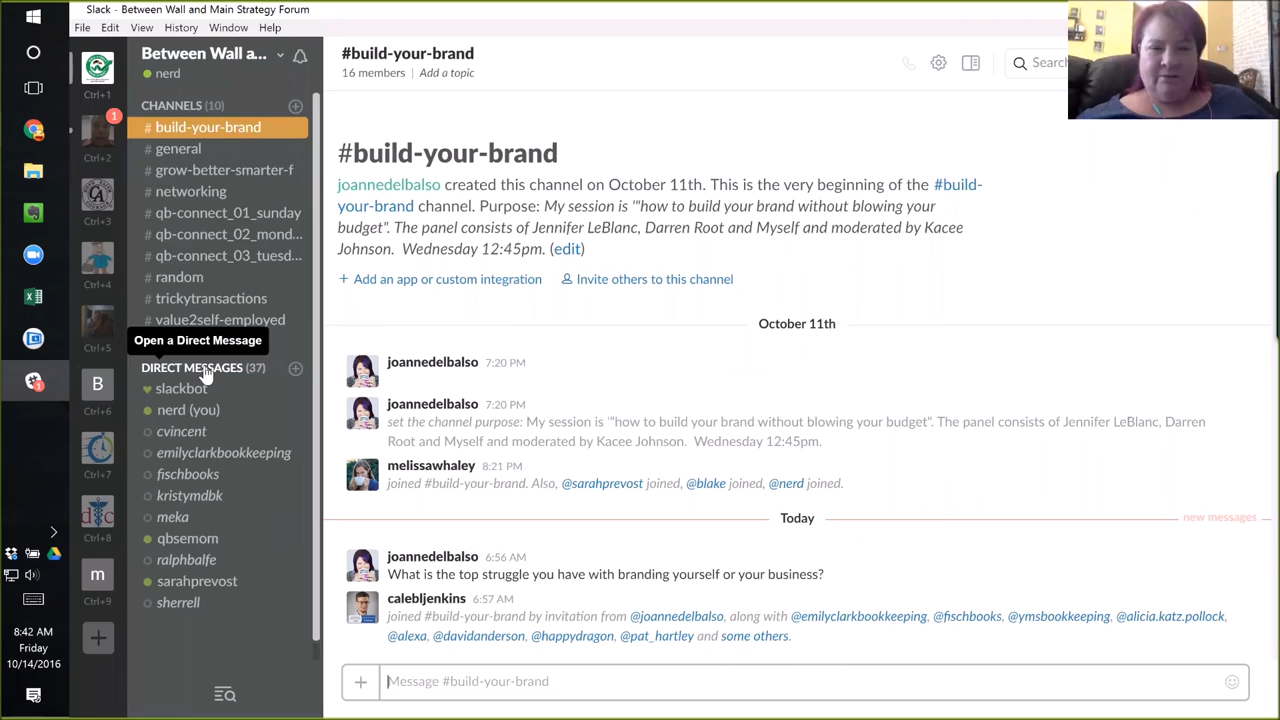 Slack - Between Wall and Main Strategy Forum
File Edit View History Window Help
Between Wall a...
nerd
CHANNELS (10)
# build-your-brand
# general
# grow-better-smarter-f
# networking
# qb-connect_01_sunday
# qb-connect_02_mond...
# qb-connect_03_tuesd...
# random
# trickytransactions
# value2self-employed
Open a Direct Message
DIRECT MESSAGES (37)
slackbot
nerd (you)
cvincent
emilyclarkbookkeeping
fischbooks
kristymdbk
meka
qbsemom
ralphbalfe
sarahprevost
sherrell
Ctrl+1
1
Ctrl+2
Ctrl+3
Ctrl+4
Ctrl+5
B
Ctrl+6
Ctrl+7
Ctrl+8
m
Ctrl+9
8:42 AM
Friday
10/14/2016
#build-your-brand
16 members | Add a topic
Search
#build-your-brand
joannedelbalso created this channel on October 11th. This is the very beginning of the #build-
your-brand channel. Purpose: My session is '"how to build your brand without blowing your
budget". The panel consists of Jennifer LeBlanc, Darren Root and Myself and moderated by Kacee
Johnson. Wednesday 12:45pm. (edit)
+ Add an app or custom integration Invite others to this channel
October 11th
joannedelbalso 7:20 PM
joannedelbalso 7:20 PM
set the channel purpose: My session is '"how to build your brand without blowing your budget". The panel consists of Jennifer LeBlanc, Darren
Root and Myself and moderated by Kacee Johnson. Wednesday 12:45pm.
melissawhaley 8:21 PM
joined #build-your-brand. Also, @sarahprevost joined, @blake joined, @nerd joined.
Today
new messages
joannedelbalso 6:56 AM
What is the top struggle you have with branding yourself or your business?
calebljenkins 6:57 AM
joined #build-your-brand by invitation from @joannedelbalso, along with @emilyclarkbookkeeping, @fischbooks, @ymsbookkeeping, @alicia.katz.pollock,
@alexa, @davidanderson, @happydragon, @pat_hartley and some others.
Message #build-your-brand